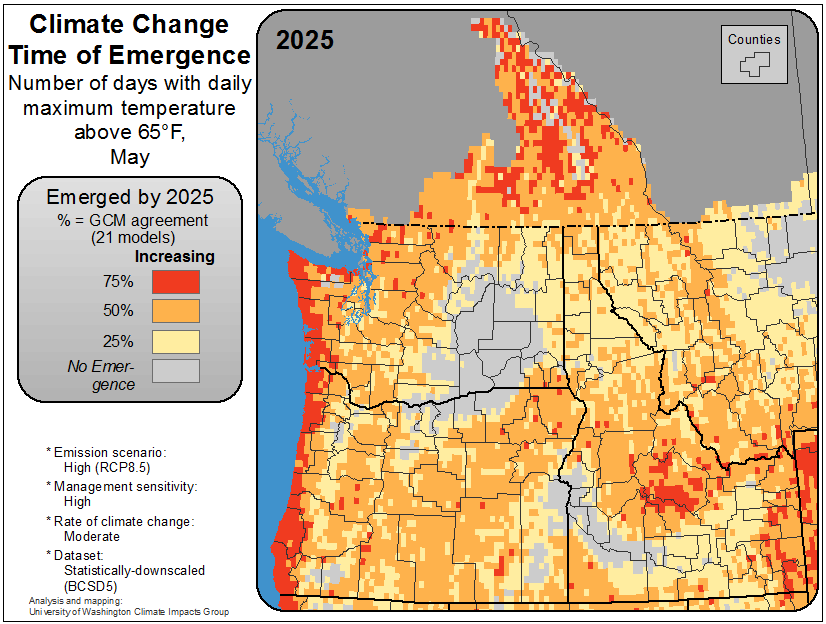 Climate Change
Time of Emergence
Number of days with daily
maximum temperature
above 65°F,
May
2025
Counties
Emerged by 2025
% = GCM agreement
(21 models)
Increasing
75%
50%
25%
No Emer-
gence
* Emission scenario:
High (RCP8.5)
* Management sensitivity:
High
* Rate of climate change:
Moderate
* Dataset:
Statistically-downscaled
(BCSD5)
Analysis and mapping:
University of Washington Climate Impacts Group